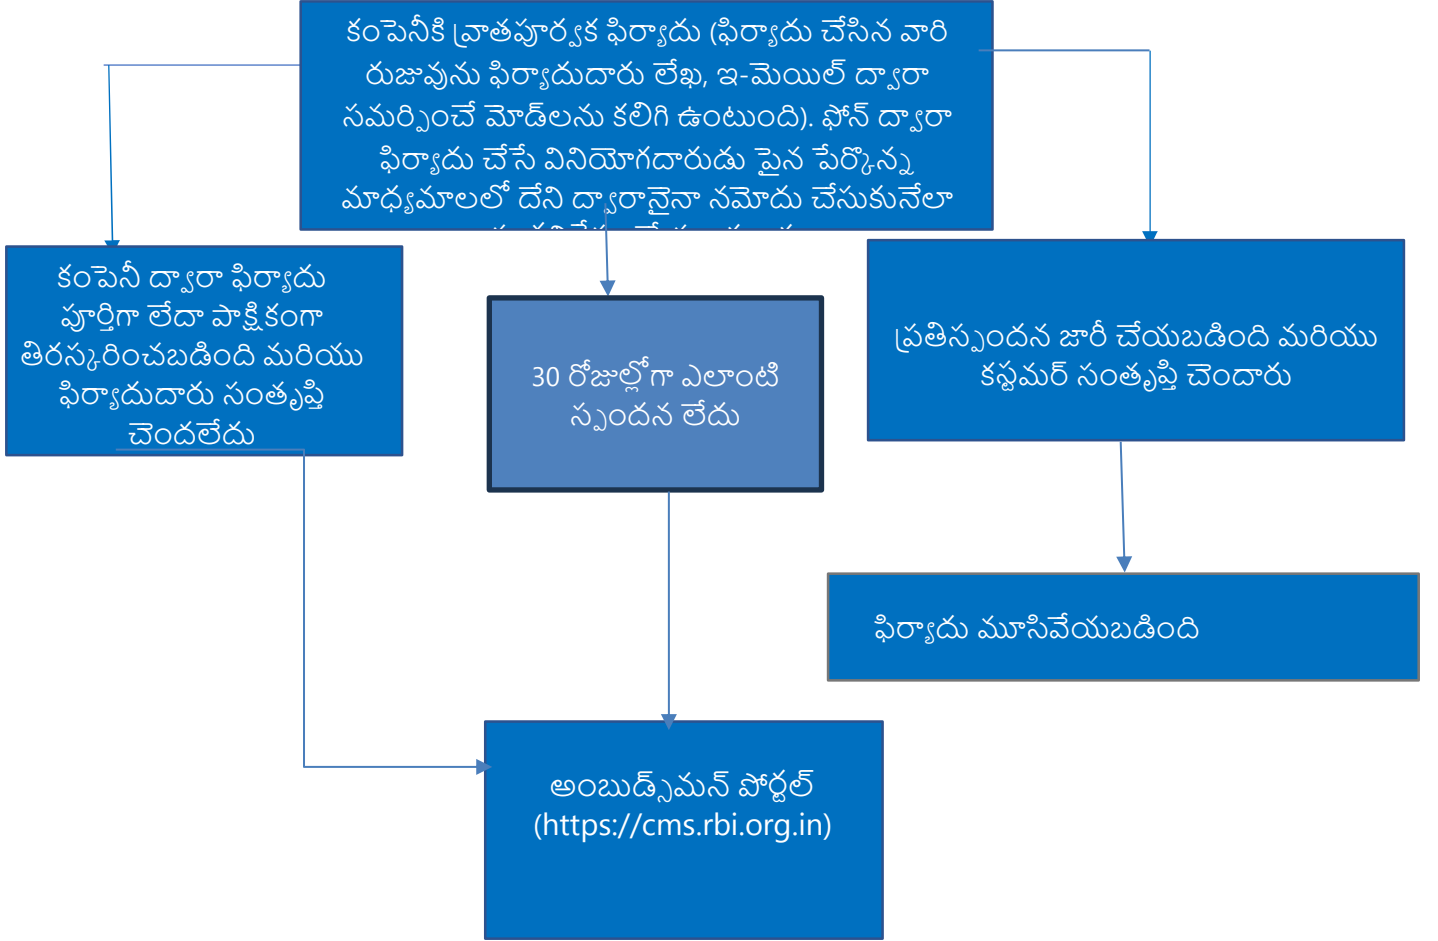 కంపెనీకి వ్రాతపూర్వక ఫిర్యాదు (ఫిర్యాదు చేసిన వారి
రుజువును ఫిర్యాదుదారు లేఖ, ఇ-మెయిల్ ద్వారా
సమర్పించే మోడ్‌లను కలిగి ఉంటుంది). ఫోన్ ద్వారా
ఫిర్యాదు చేసే వినియోగదారుడు పైన పేర్కొన్న
మాధ్యమాలలో దేని ద్వారానైనా నమోదు చేసుకునేలా
కంపెనీ ద్వారా ఫిర్యాదు
పూర్తిగా లేదా పాక్షికంగా
తిరస్కరించబడింది మరియు
ఫిర్యాదుదారు సంతృప్తి
చెందలేదు
30 రోజుల్లోగా ఎలాంటి
స్పందన లేదు
ప్రతిస్పందన జారీ చేయబడింది మరియు
కస్టమర్ సంతృప్తి చెందారు
ఫిర్యాదు మూసివేయబడింది
అంబుడ్స్‌మన్ పోర్టల్
(https://cms.rbi.org.in)